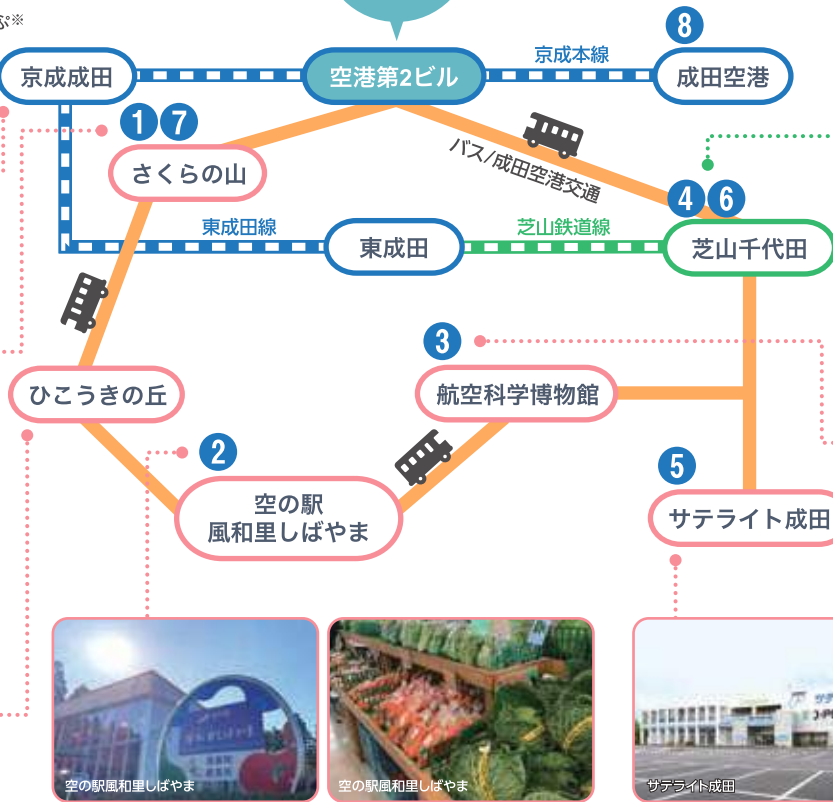 ぷ※
8
京成成田
空港第2ビル
京成本線
成田空港
1 7
さくらの山
バス/成田空港交通
4 6
東成田線
東成田
芝山鉄道線
芝山千代田
3
ひこうきの丘
航空科学博物館
2
5
空の駅
風和里しばやま
サテライト成田
空の駅風和里しばやま
空の駅風和里しばやま
サテライト成田